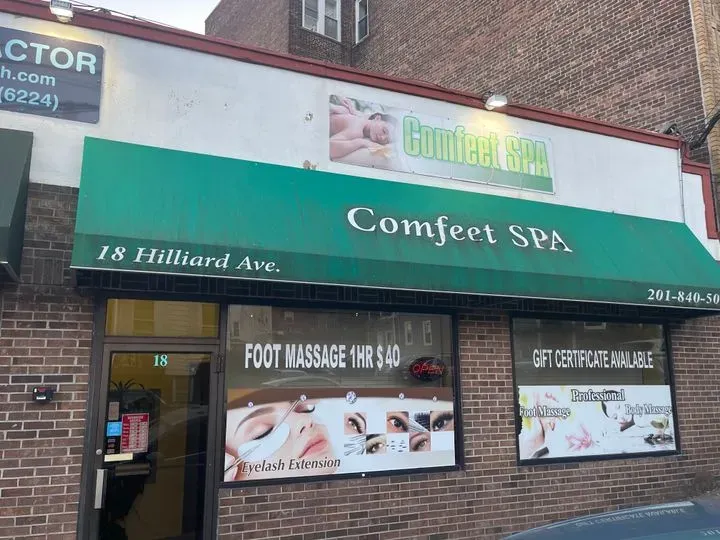 ACTOR
h.com
(6224)
Comfeet SPA
Comfeet SPA
18 Hilliard Ave.
201-840-50
18
FOOT MASSAGE 1HR $40
OPEN
Eyelash Extension
GIFT CERTIFICATE AVAILABLE
Professional
Foot Massage
Body Massage